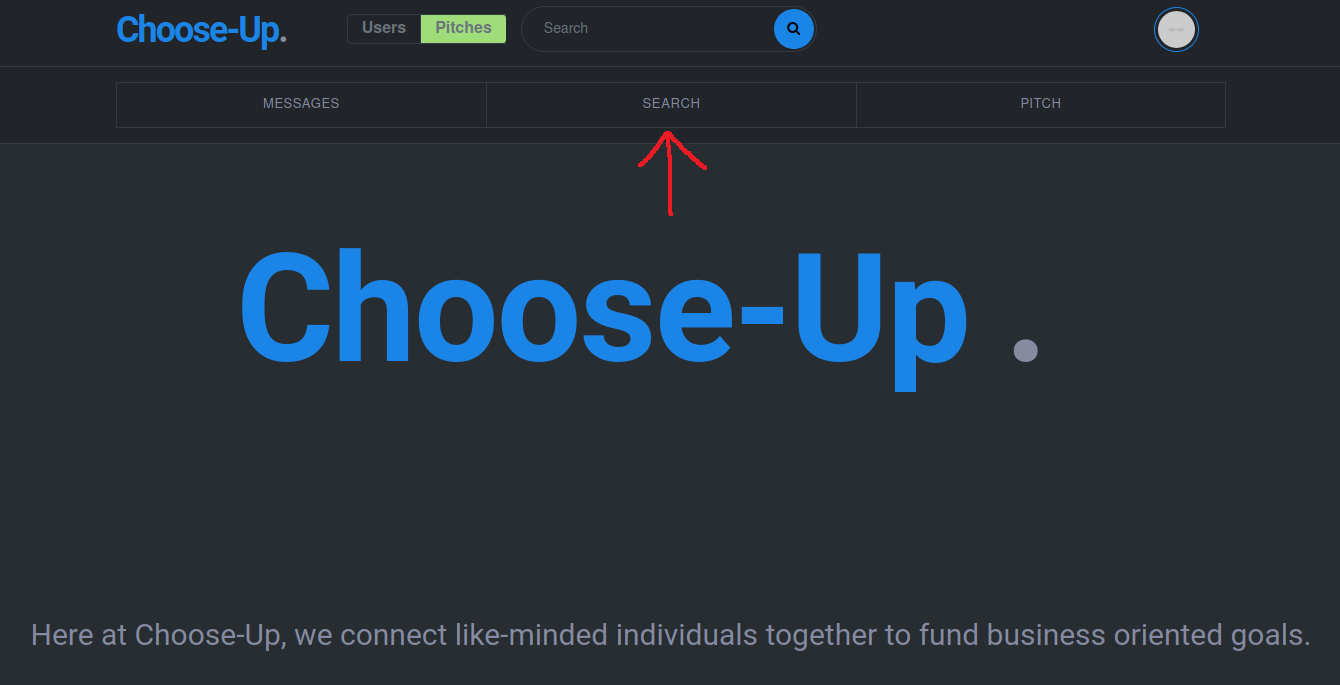 Choose-Up.
Users Pitches Search
MESSAGES SEARCH PITCH
Choose-Up .
Here at Choose-Up, we connect like-minded individuals together to fund business oriented goals.